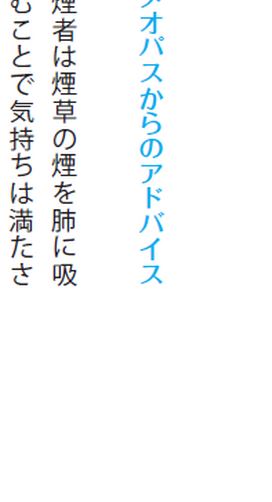 オパスからのアドバイス
煙者は煙草の煙を肺に吸
むことで気持ちは満たさ